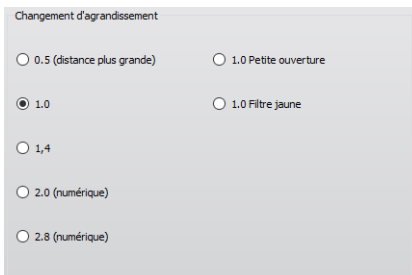 Changement d'agrandissement
0.5 (distance plus grande)
1.0 Petite ouverture
1.0
1.0 Filtre jaune
1,4
2.0 (numérique)
2.8 (numérique)